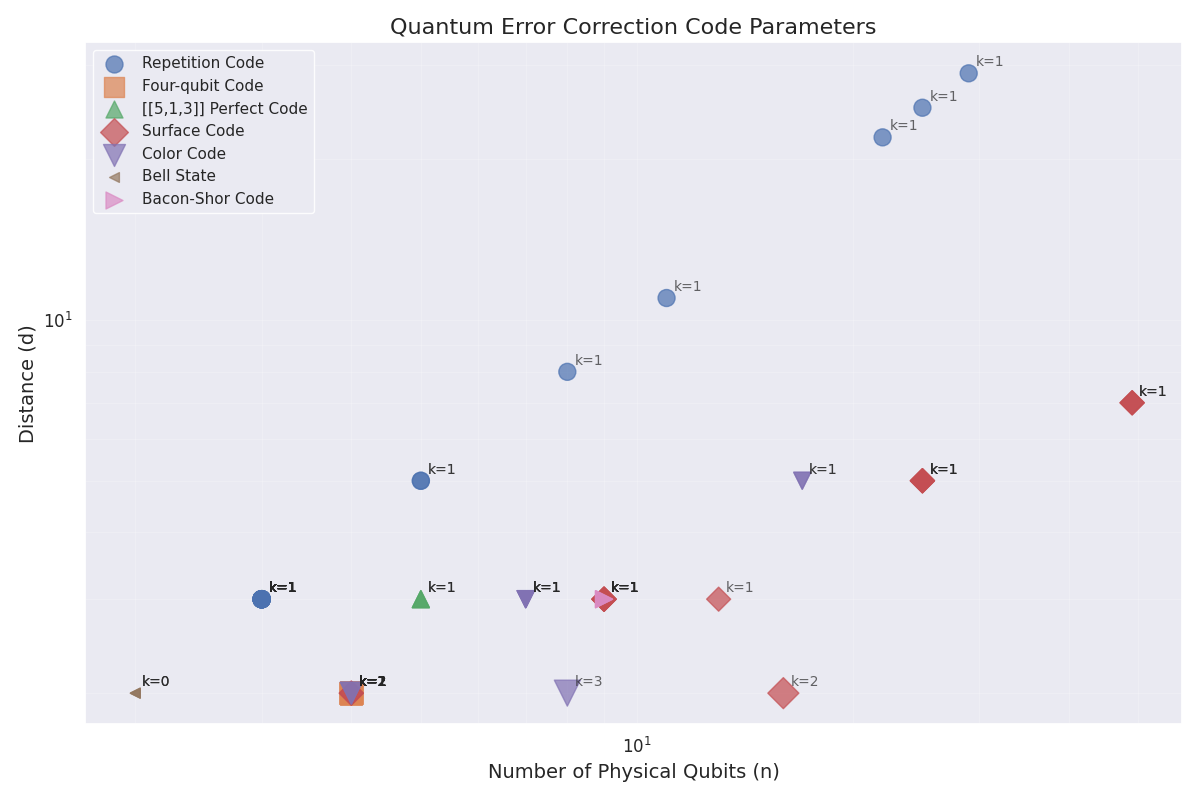 Quantum Error Correction Code Parameters
Repetition Code
Four-qubit Code
[[5,1,3]] Perfect Code
Surface Code
Color Code
Bell State
Bacon-Shor Code
k=1
k=1
k=1
k=1
k=1
k=1
k=1
k=1
k=1
k=1
k=1
k=1
k=1
k=1
k=0
k=3
k=2
10¹
Distance (d)
10¹
Number of Physical Qubits (n)